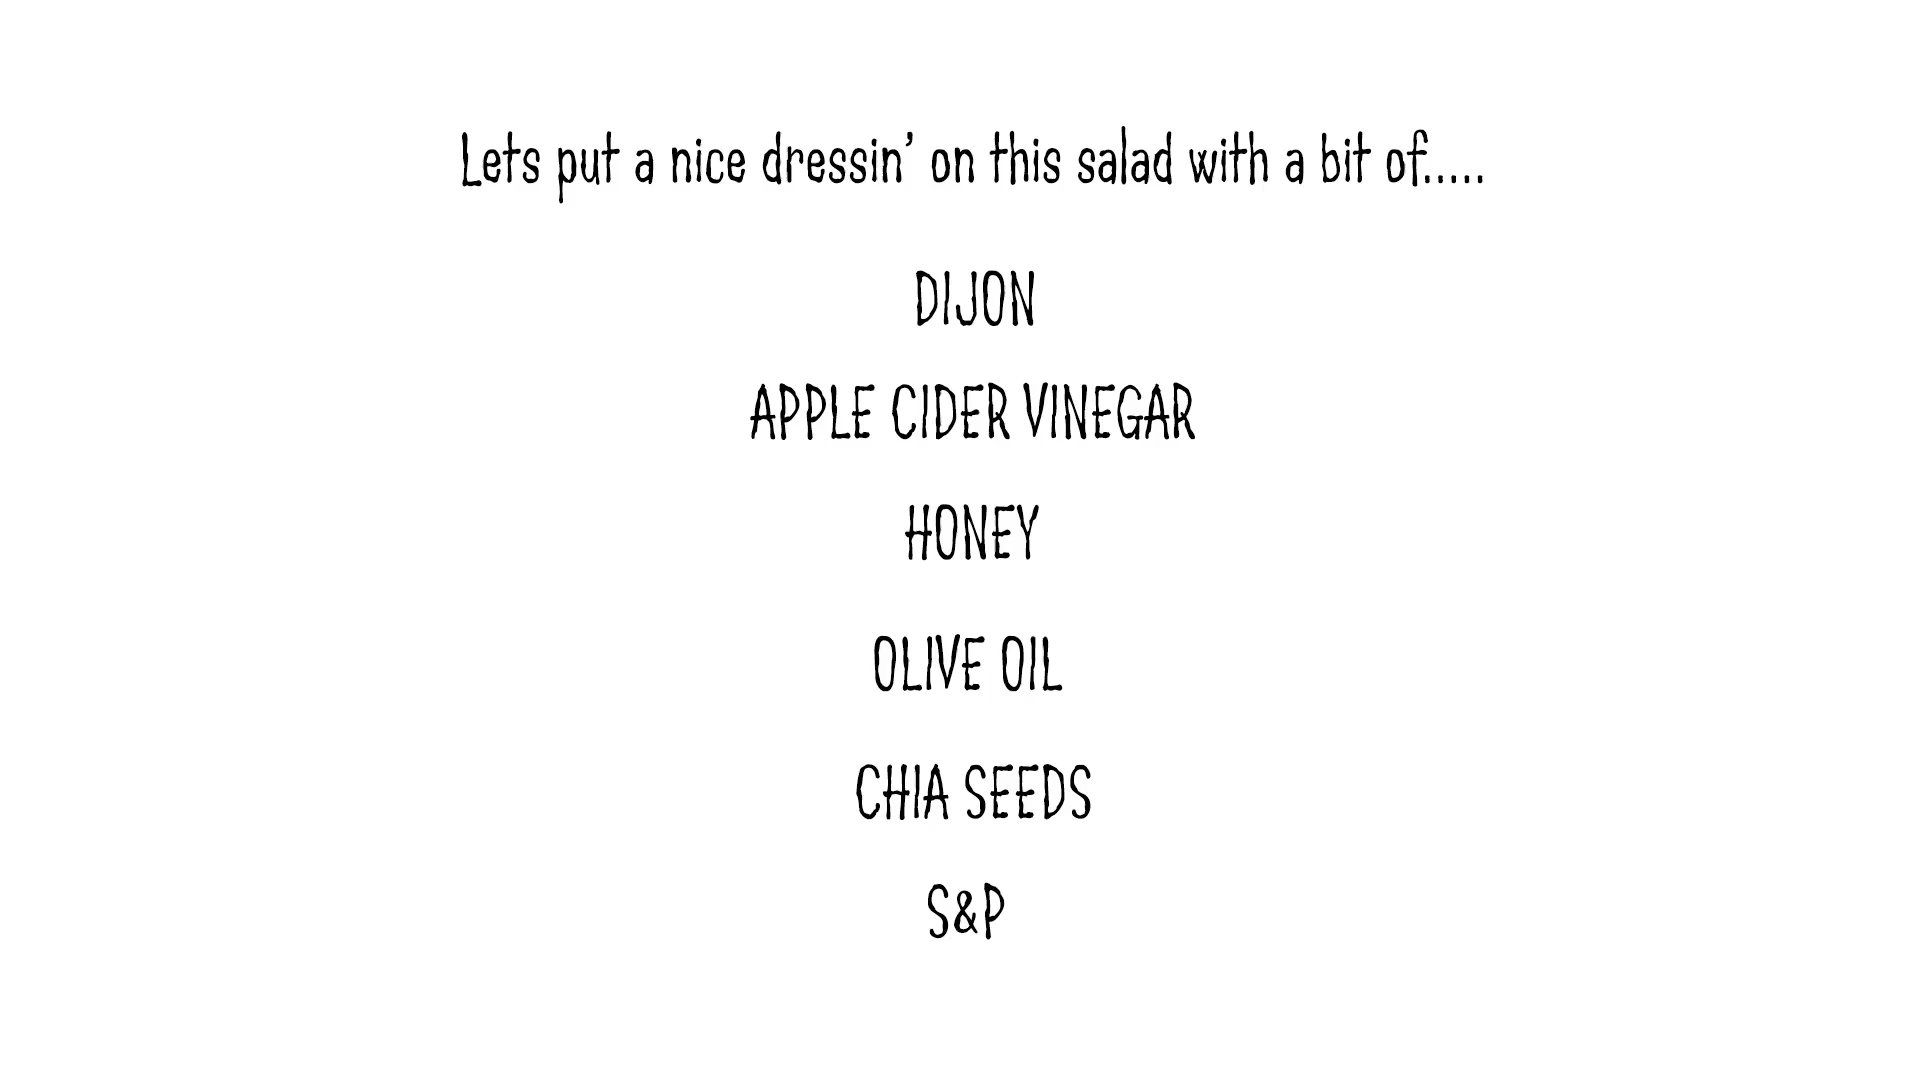 Lets put a nice dressin’ on this salad with a bit of.....
DIJON
APPLE CIDER VINEGAR
HONEY
OLIVE OIL
CHIA SEEDS
S&P